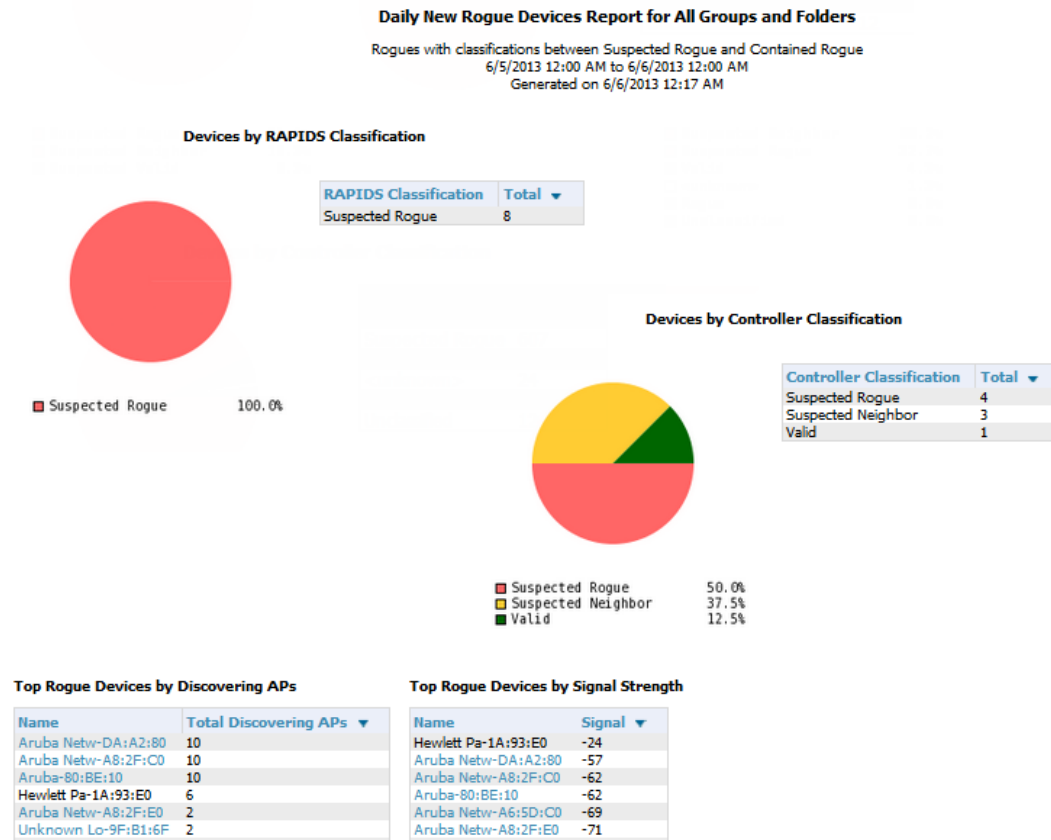 Daily New Rogue Devices Report for All Groups and Folders
Rogues with classifications between Suspected Rogue and Contained Rogue
6/5/2013 12:00 AM to 6/6/2013 12:00 AM
Generated on 6/6/2013 12:17 AM
Devices by RAPIDS Classification
RAPIDS Classification Total
Suspected Rogue 8
Suspected Rogue 100.0%
Devices by Controller Classification
Controller Classification Total
Suspected Rogue 4
Suspected Neighbor 3
Valid 1
Suspected Rogue 50.0%
Suspected Neighbor 37.5%
Valid 12.5%
Top Rogue Devices by Discovering APs
Name Total Discovering APs
Aruba Netw-DA:A2:80 10
Aruba Netw-A8:2F:C0 10
Aruba-80:BE:10 10
Hewlett Pa-1A:93:E0 6
Aruba Netw-A8:2F:E0 2
Unknown Lo-9F:B1:6F 2
Top Rogue Devices by Signal Strength
Name Signal
Hewlett Pa-1A:93:E0 -24
Aruba Netw-DA:A2:80 -57
Aruba Netw-A8:2F:C0 -62
Aruba-80:BE:10 -62
Aruba Netw-A6:5D:C0 -69
Aruba Netw-A8:2F:E0 -71